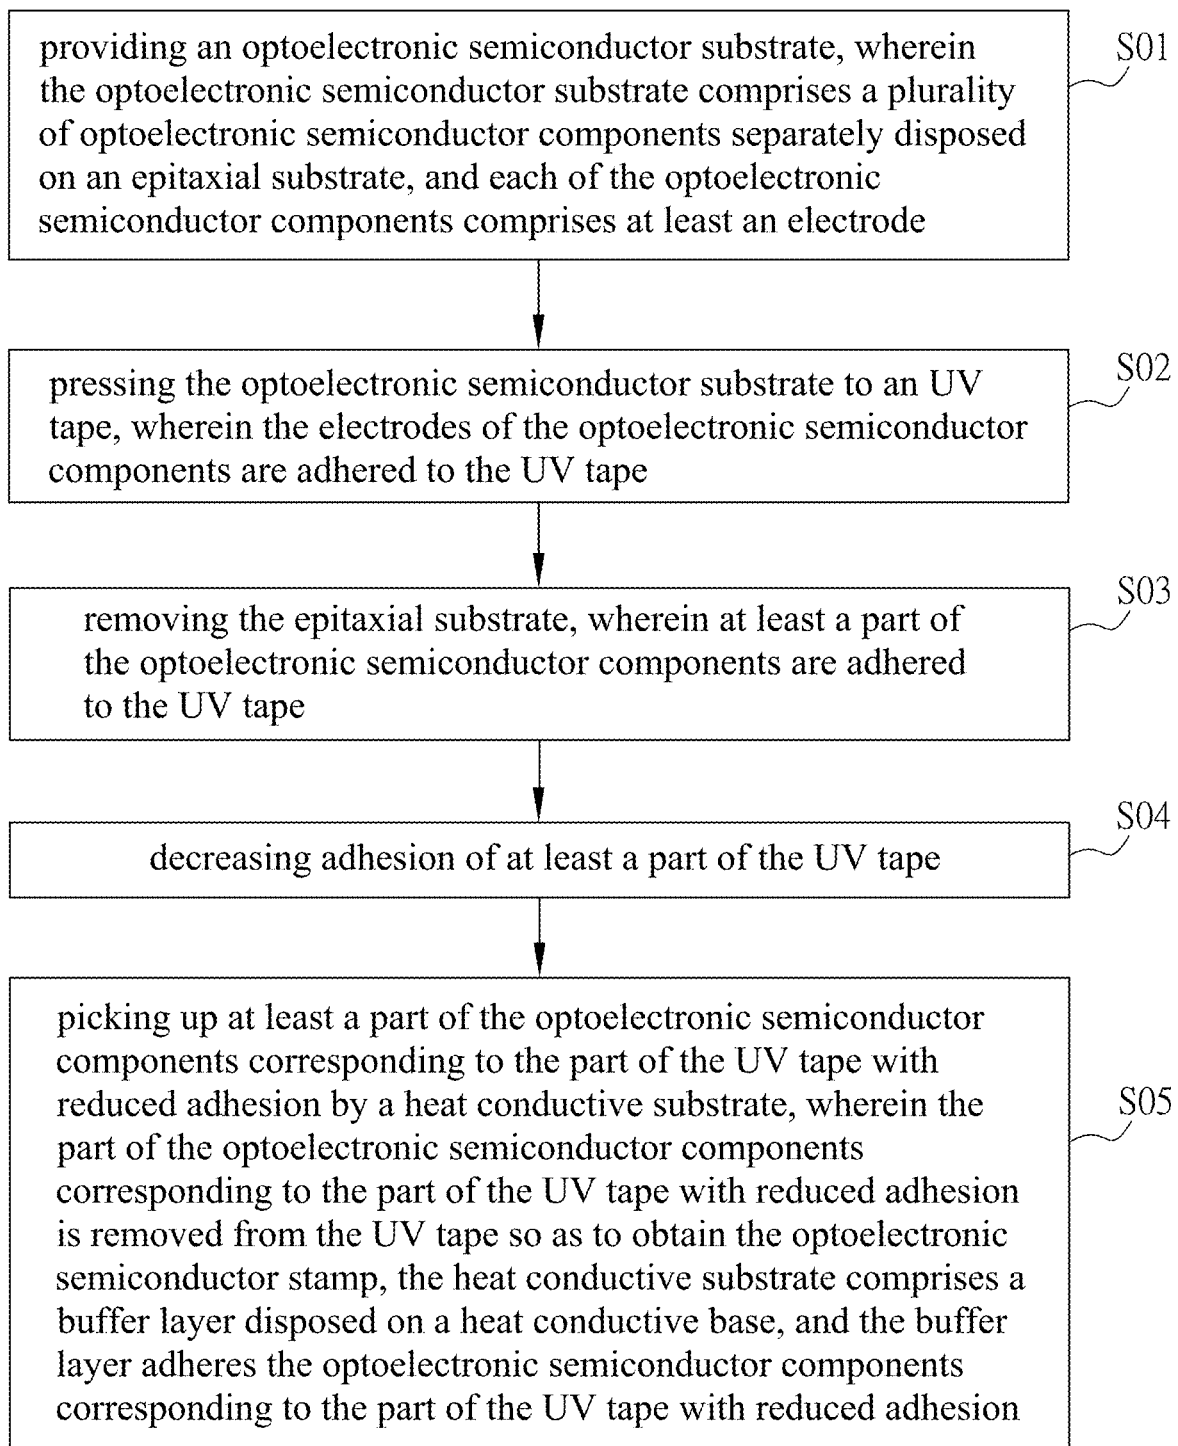 providing an optoelectronic semiconductor substrate, wherein
the optoelectronic semiconductor substrate comprises a plurality
of optoelectronic semiconductor components separately disposed
on an epitaxial substrate, and each of the optoelectronic
semiconductor components comprises at least an electrode
S01
pressing the optoelectronic semiconductor substrate to an UV
tape, wherein the electrodes of the optoelectronic semiconductor
components are adhered to the UV tape
S02
removing the epitaxial substrate, wherein at least a part of
the optoelectronic semiconductor components are adhered
to the UV tape
S03
decreasing adhesion of at least a part of the UV tape
S04
picking up at least a part of the optoelectronic semiconductor
components corresponding to the part of the UV tape with
reduced adhesion by a heat conductive substrate, wherein the
part of the optoelectronic semiconductor components
corresponding to the part of the UV tape with reduced adhesion
is removed from the UV tape so as to obtain the optoelectronic
semiconductor stamp, the heat conductive substrate comprises a
buffer layer disposed on a heat conductive base, and the buffer
layer adheres the optoelectronic semiconductor components
corresponding to the part of the UV tape with reduced adhesion
S05